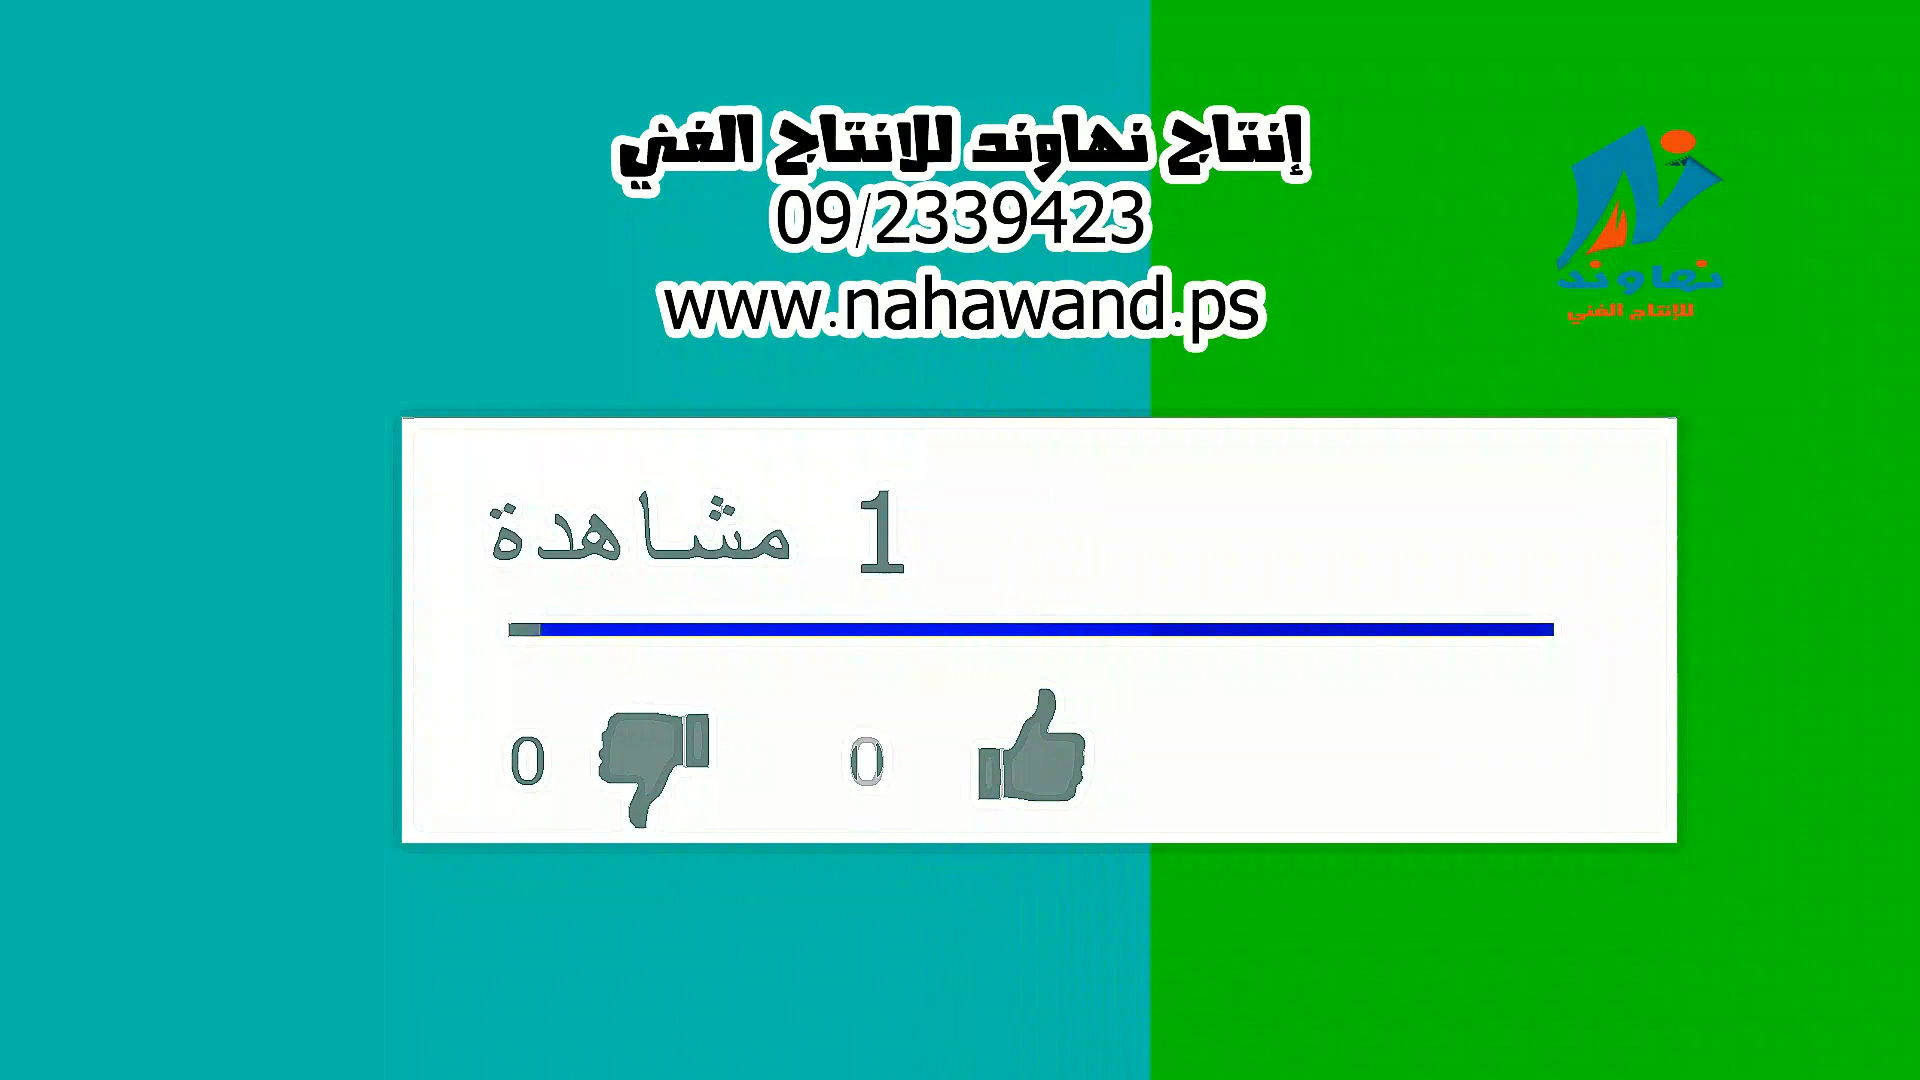 إنتاج نهاوند للانتاج الفني
09/2339423
www.nahawand.ps
نهاوند
للإنتاج الفني
1 مشاهدة
0 0